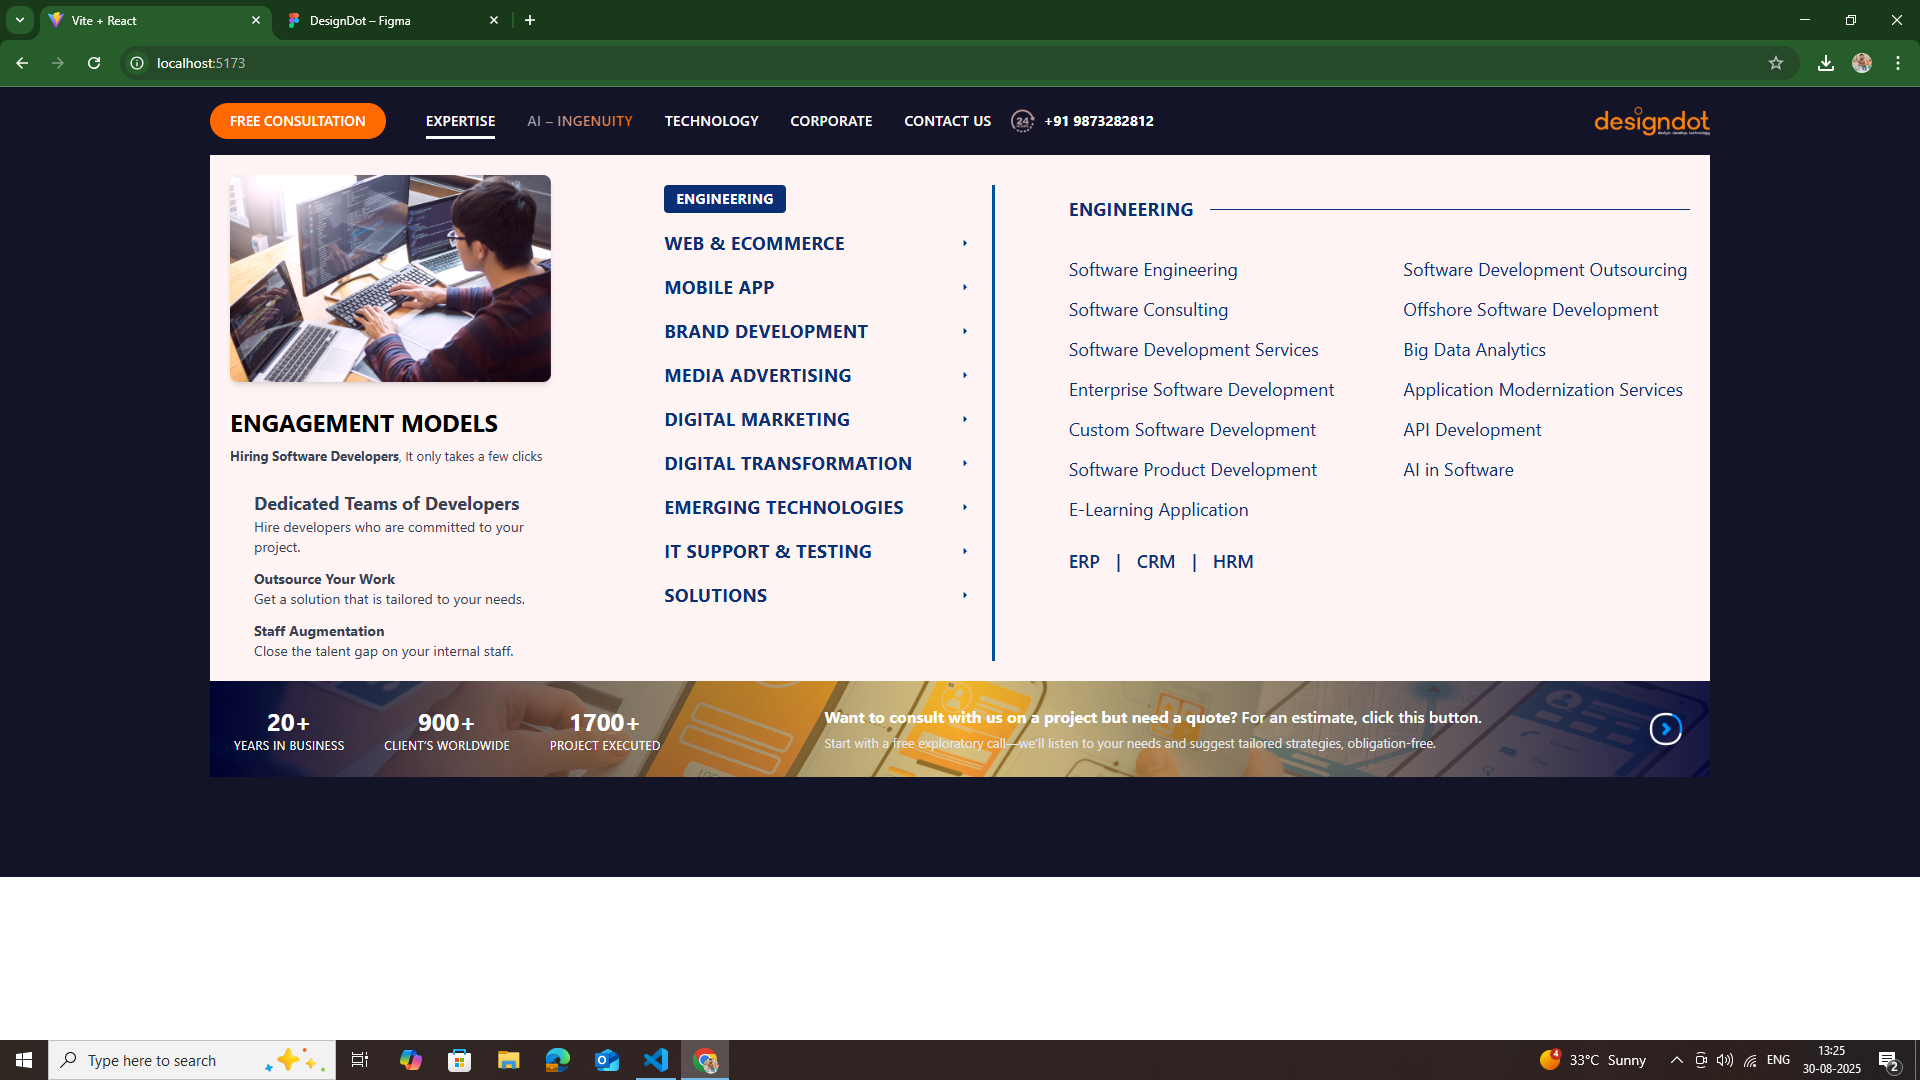 Vite + React
DesignDot – Figma
localhost:5173
FREE CONSULTATION
EXPERTISE
AI – INGENUITY
TECHNOLOGY
CORPORATE
CONTACT US
24
+91 9873282812
designdot
ENGAGEMENT MODELS
Hiring Software Developers, It only takes a few clicks
Dedicated Teams of Developers
Hire developers who are committed to your
project.
Outsource Your Work
Get a solution that is tailored to your needs.
Staff Augmentation
Close the talent gap on your internal staff.
ENGINEERING
WEB & ECOMMERCE
MOBILE APP
BRAND DEVELOPMENT
MEDIA ADVERTISING
DIGITAL MARKETING
DIGITAL TRANSFORMATION
EMERGING TECHNOLOGIES
IT SUPPORT & TESTING
SOLUTIONS
ENGINEERING
Software Engineering
Software Consulting
Software Development Services
Enterprise Software Development
Custom Software Development
Software Product Development
E-Learning Application
Software Development Outsourcing
Offshore Software Development
Big Data Analytics
Application Modernization Services
API Development
AI in Software
ERP | CRM | HRM
20+
YEARS IN BUSINESS
900+
CLIENT'S WORLDWIDE
1700+
PROJECT EXECUTED
Want to consult with us on a project but need a quote? For an estimate, click this button.
Start with a free exploratory call—we'll listen to your needs and suggest tailored strategies, obligation-free.
Type here to search
4
33°C Sunny
ENG
13:25
30-08-2025
2